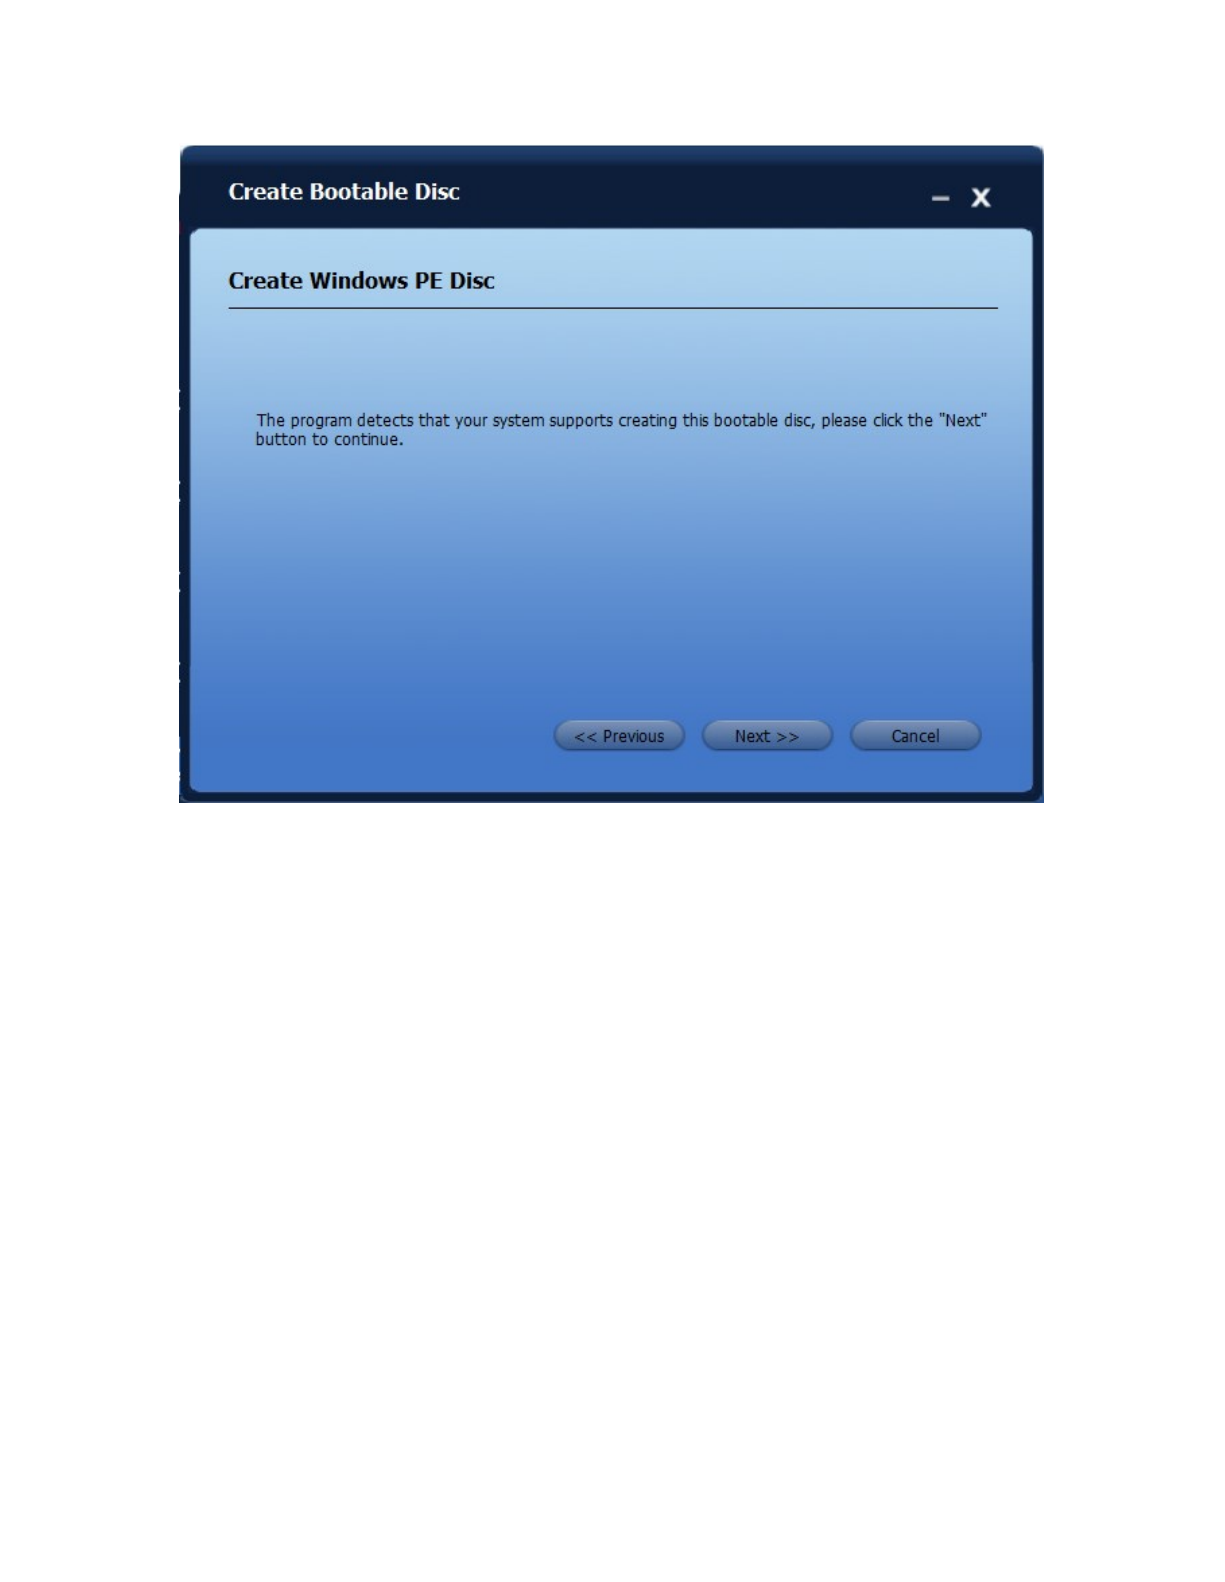 Create Bootable Disc
Create Windows PE Disc
The program detects that your system supports creating this bootable disc, please click the "Next"
button to continue.
<< Previous
Next >>
Cancel